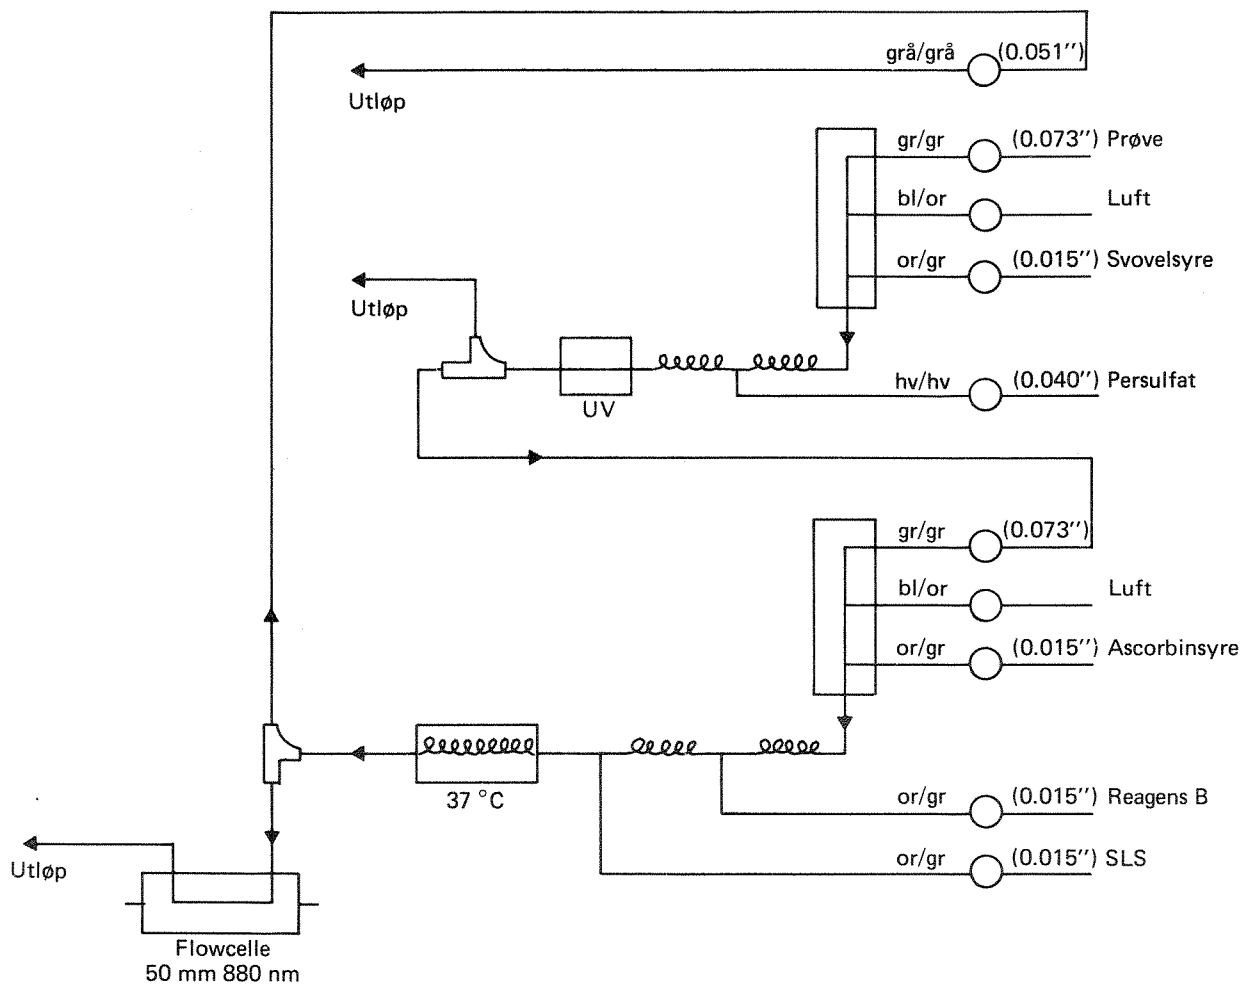 grå/grå (0.051'')
Utløp
gr/gr (0.073'') Prøve
bl/or Luft
or/gr (0.015'') Svovelsyre
Utløp
hv/hv (0.040'') Persulfat
UV
gr/gr (0.073'')
bl/or Luft
or/gr (0.015'') Ascorbinsyre
37 °C
or/gr (0.015'') Reagens B
or/gr (0.015'') SLS
Utløp
Flowcelle
50 mm 880 nm